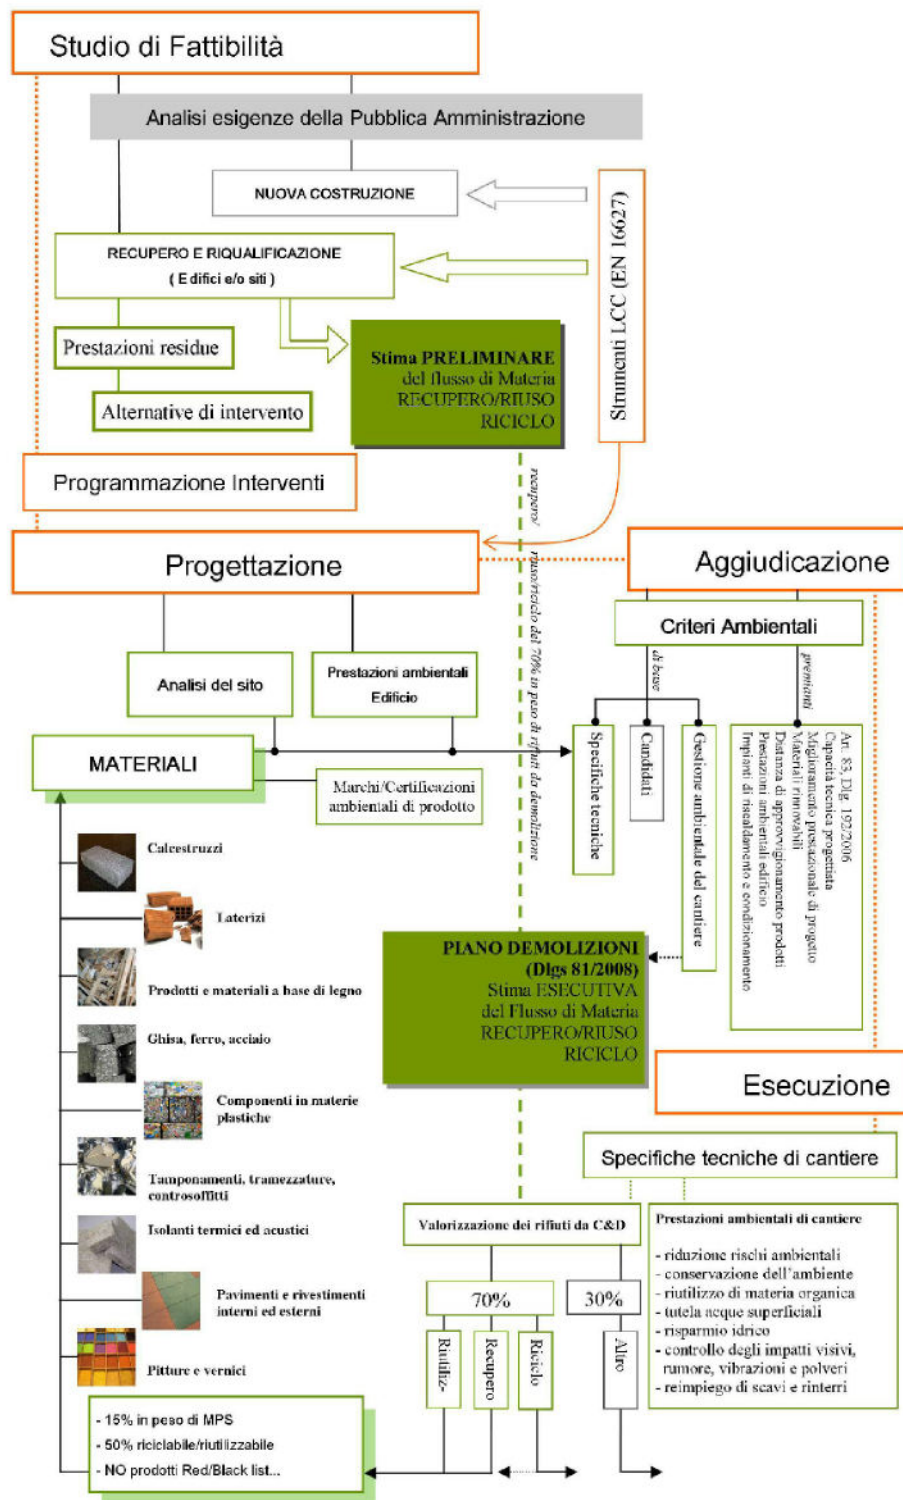 Studio di Fattibilità
Analisi esigenze della Pubblica Amministrazione
NUOVA COSTRUZIONE
Strumenti LCC (EN 16627)
RECUPERO E RIQUALIFICAZIONE
( Edifici e/o siti )
Prestazioni residue
Alternative di intervento
Stima PRELIMINARE
del flusso di Materia
RECUPERO/RIUSO
RICICLO
Programmazione Interventi
recupero/ riuso/riciclo del 70% in peso di rifiuti da demolizione
Progettazione
Aggiudicazione
Criteri Ambientali
di base
premianti
Analisi del sito
Prestazioni ambientali
Edificio
MATERIALI
Marchi/Certificazioni
ambientali di prodotto
Specifiche tecniche
Candidati
Gestione ambientale del cantiere
Art. 83, Dlg. 192/2006
Capacità tecnica progettista
Miglioramento prestazionale di progetto
Materiali rinnovabili
Distanza di approvvigionamento prodotti
Prestazioni ambientali edificio
Impianti di riscaldamento e condizionamento
Calcestruzzi
Laterizi
Prodotti e materiali a base di legno
Ghisa, ferro, acciaio
Componenti in materie
plastiche
Tamponamenti, tramezzature,
controsoffitti
Isolanti termici ed acustici
Pavimenti e rivestimenti
interni ed esterni
Pitture e vernici
PIANO DEMOLIZIONI
(Dlgs 81/2008)
Stima ESECUTIVA
del Flusso di Materia
RECUPERO/RIUSO
RICICLO
Esecuzione
Specifiche tecniche di cantiere
Valorizzazione dei rifiuti da C&D
70%
30%
Riutiliz-
Recupero
Riciclo
Altro
Prestazioni ambientali di cantiere
- riduzione rischi ambientali
- conservazione dell'ambiente
- riutilizzo di materia organica
- tutela acque superficiali
- risparmio idrico
- controllo degli impatti visivi,
rumore, vibrazioni e polveri
- reimpiego di scavi e rinterri
- 15% in peso di MPS
- 50% riciclabile/riutilizzabile
- NO prodotti Red/Black list...